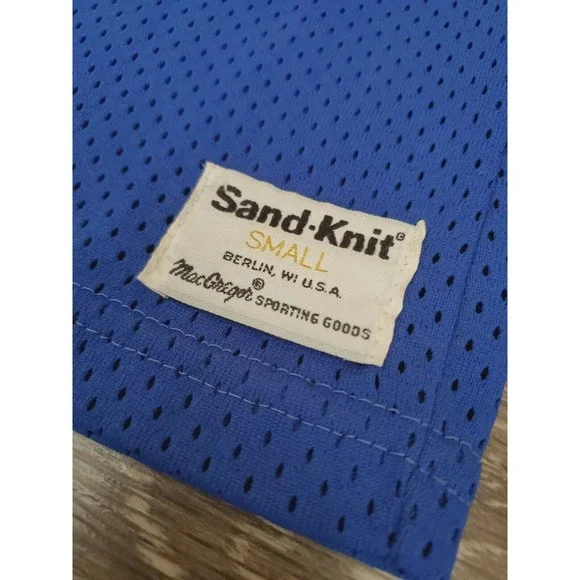 Sand-Knit®
SMALL
BERLIN, WI U.S.A.
MacGregor® SPORTING GOODS